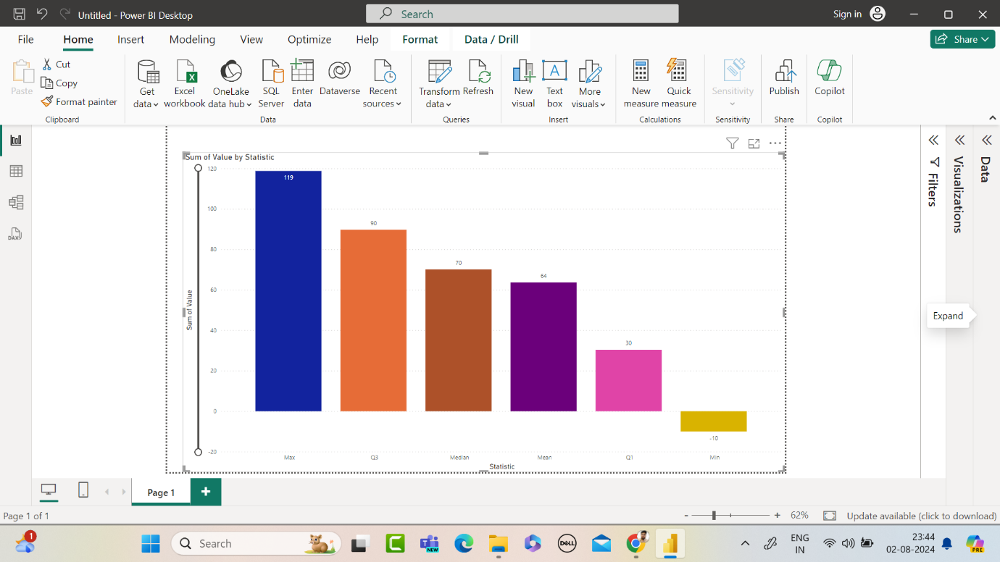 Untitled - Power BI Desktop
Search
Sign in
File Home Insert Modeling View Optimize Help Format Data / Drill
Share
Paste
Cut
Copy
Format painter
Clipboard
Get data
Excel workbook
OneLake data hub
SQL Server
Enter data
Dataverse
Recent sources
Data
Transform data
Refresh
Queries
New visual
Text box
More visuals
Insert
New measure
Quick measure
Calculations
Sensitivity
Sensitivity
Publish
Share
Copilot
Copilot
DAX
Sum of Value by Statistic
Sum of Value
120
100
80
60
40
20
0
-20
119
90
70
64
30
-10
Max Q3 Median Mean Q1 Min
Statistic
Filters
Visualizations
Data
Expand
Page 1
+
Page 1 of 1
- + 62%
Update available (click to download)
1
Search
NEW
DELL
ENG
IN
23:44
02-08-2024
PRE